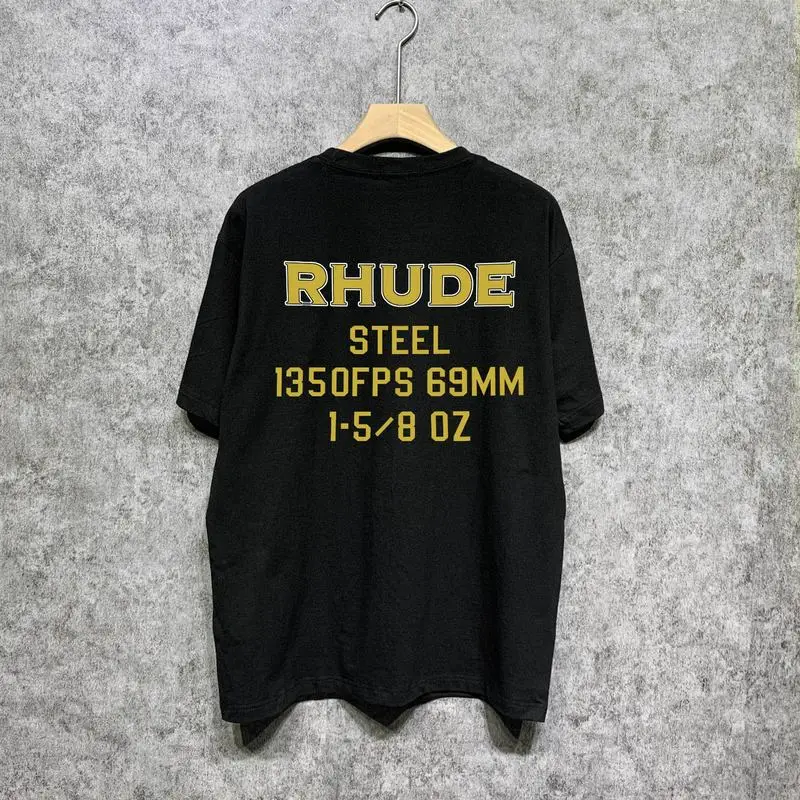 RHUDE
STEEL
1350FPS 69MM
1-5/8 OZ